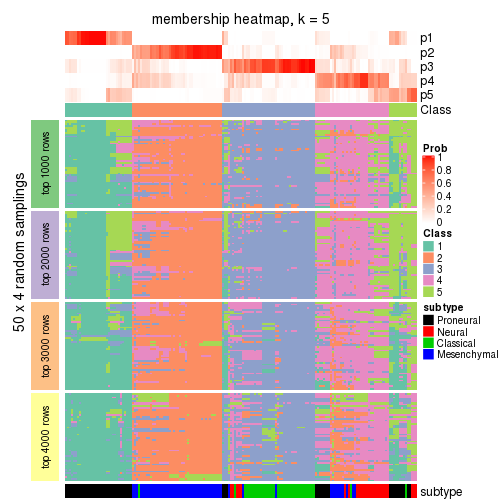 membership heatmap, k = 5
p1
p2
p3
p4
p5
Class
50 x 4 random samplings
top 1000 rows
top 2000 rows
top 3000 rows
top 4000 rows
Prob
1
0.8
0.6
0.4
0.2
0
Class
1
2
3
4
5
subtype
Proneural
Neural
Classical
Mesenchymal
subtype